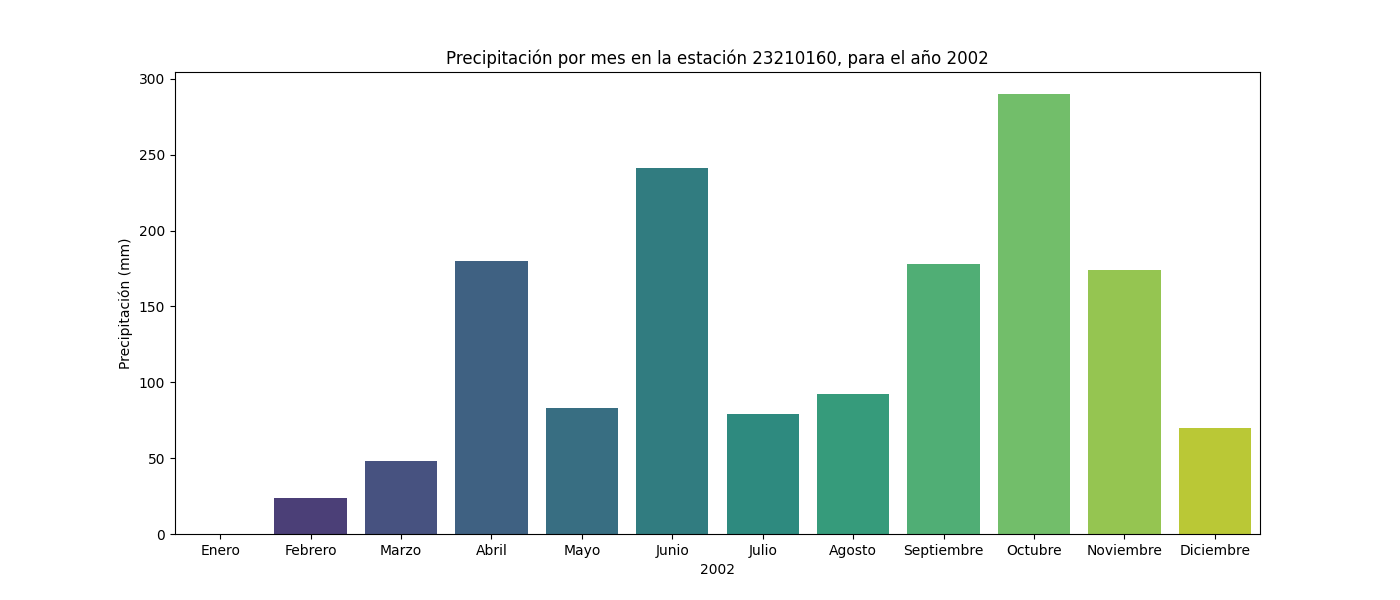 Precipitación por mes en la estación 23210160, para el año 2002
Precipitación (mm)
300
250
200
150
100
50
0
Enero Febrero Marzo Abril Mayo Junio Julio Agosto Septiembre Octubre Noviembre Diciembre
2002